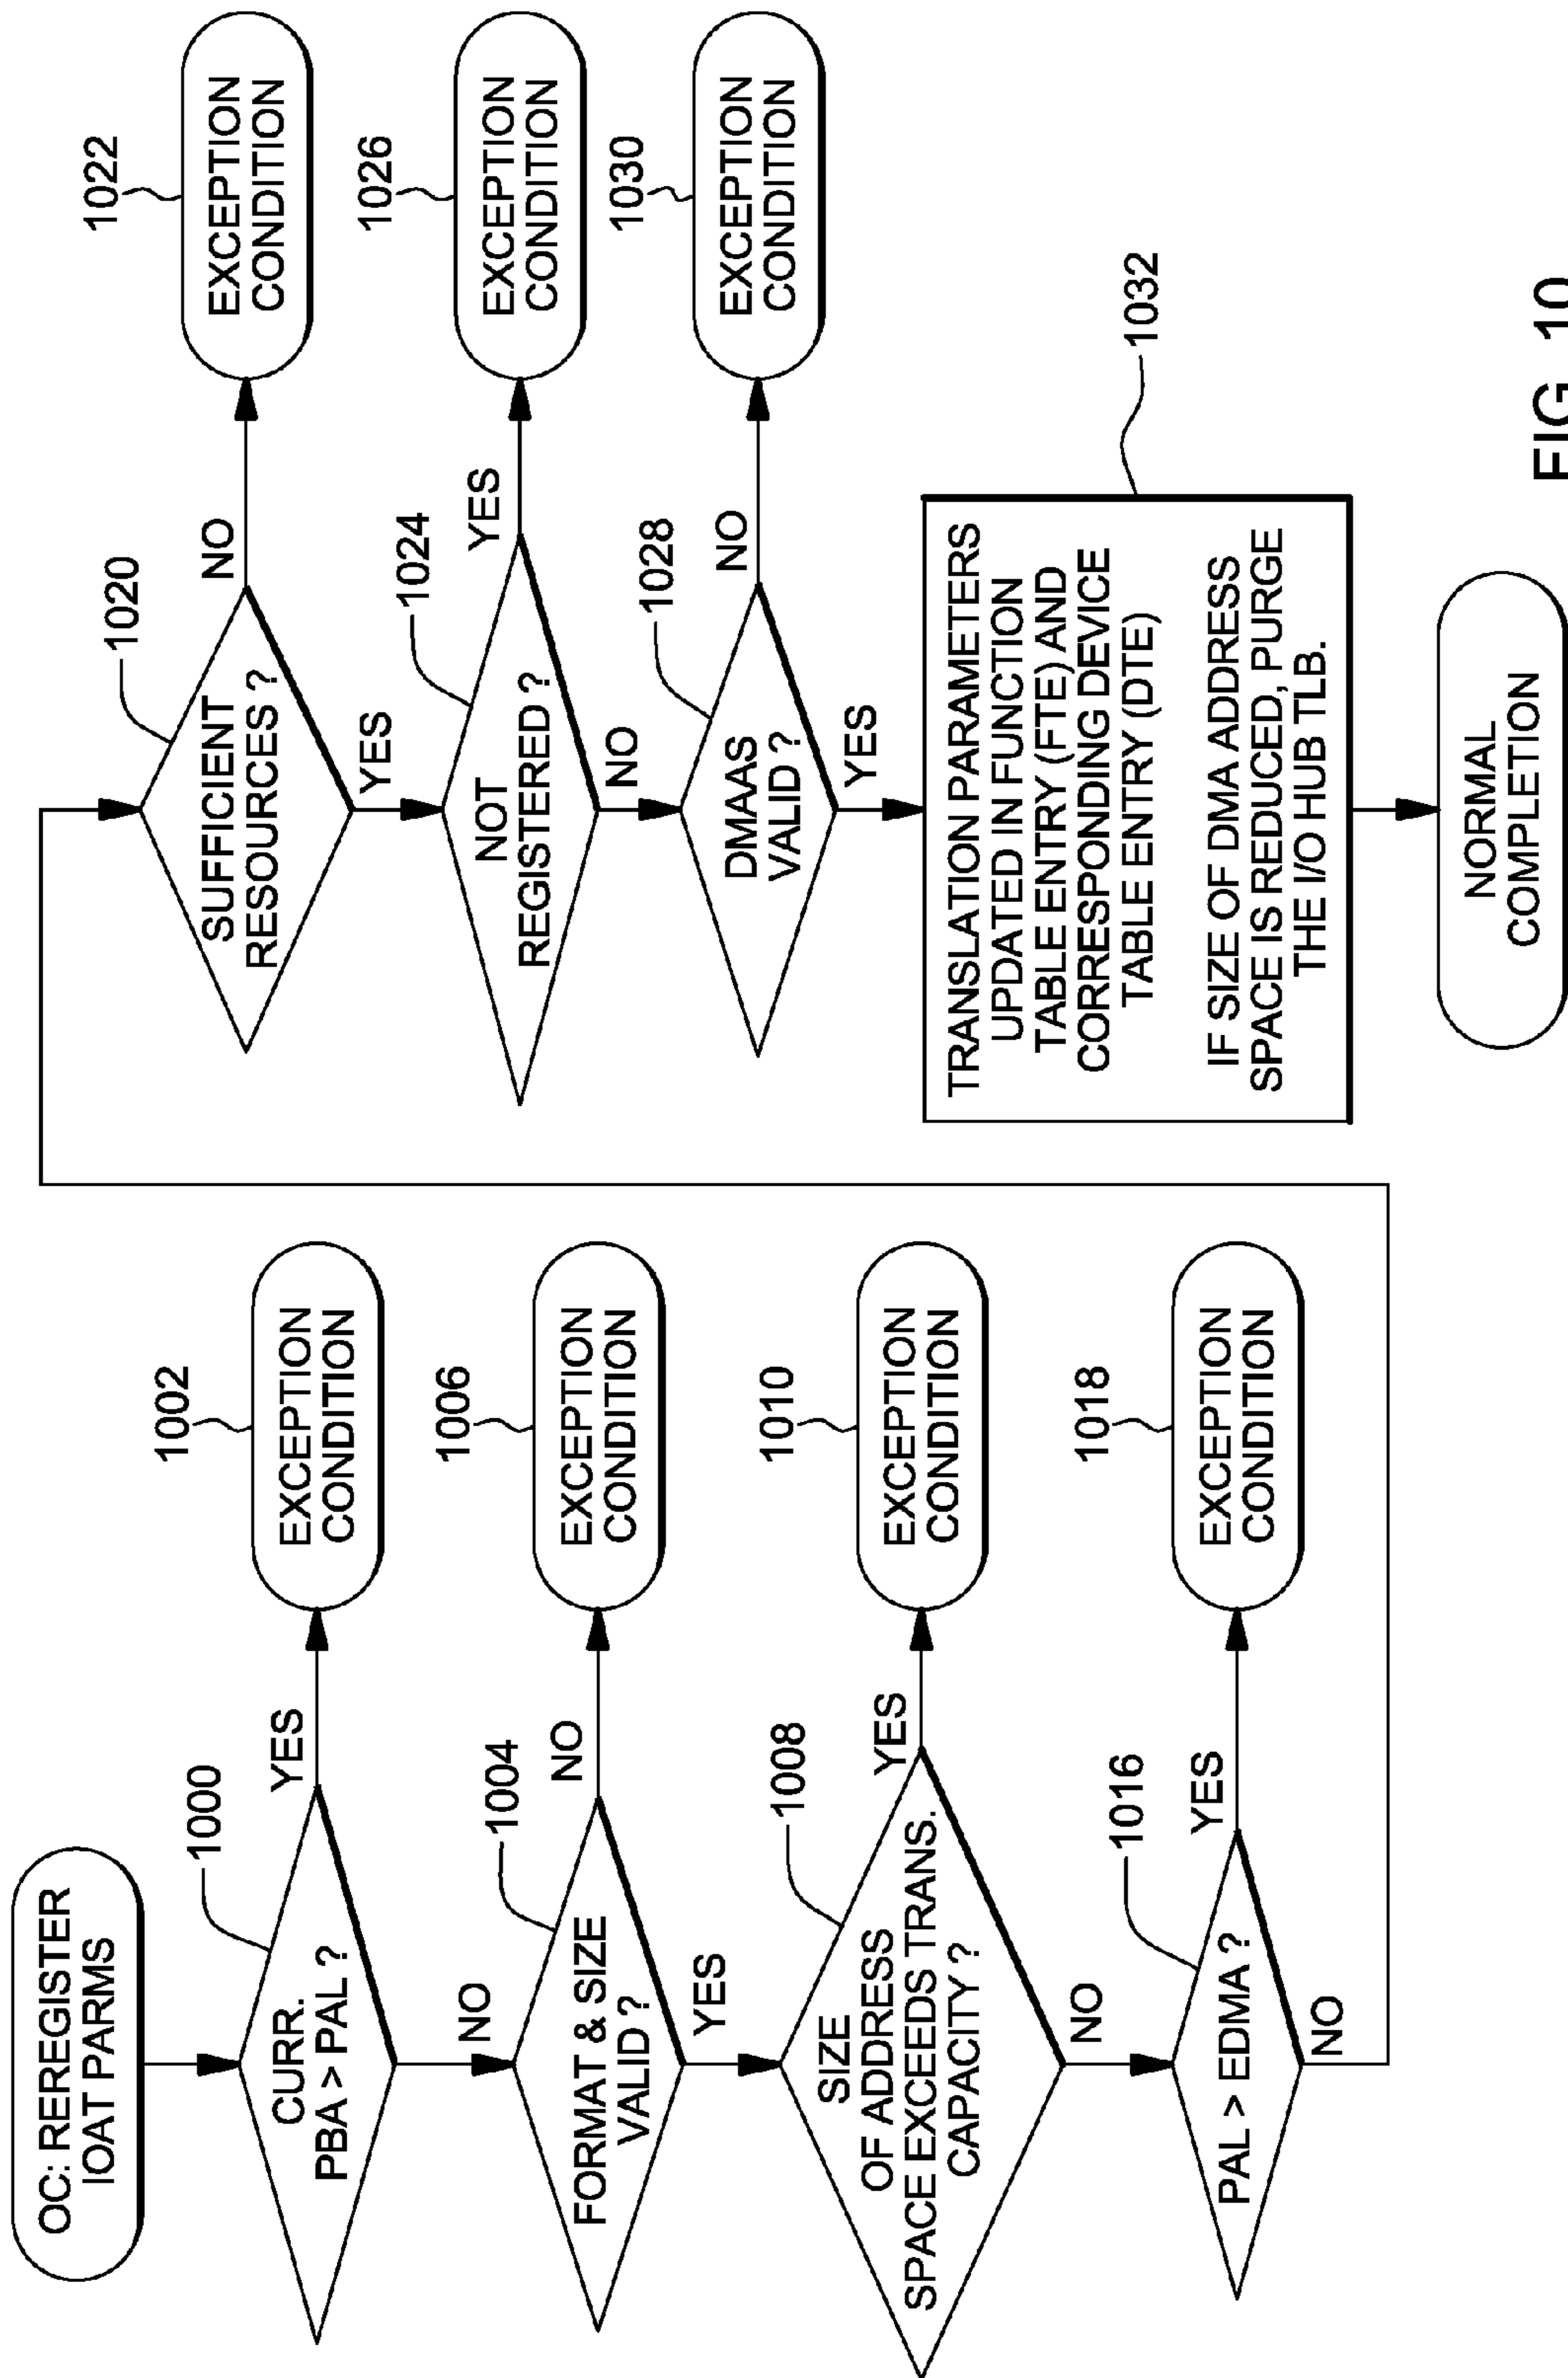 OC: REREGISTER
IOAT PARMS
1000
CURR.
PBA > PAL ?
YES
1002
EXCEPTION
CONDITION
NO
1004
FORMAT & SIZE
VALID ?
NO
1006
EXCEPTION
CONDITION
YES
1008
SIZE
OF ADDRESS
SPACE EXCEEDS TRANS.
CAPACITY ?
YES
1010
EXCEPTION
CONDITION
NO
1016
PAL > EDMA ?
YES
1018
EXCEPTION
CONDITION
NO
1020
SUFFICIENT
RESOURCES ?
NO
1022
EXCEPTION
CONDITION
YES
1024
NOT
REGISTERED ?
YES
1026
EXCEPTION
CONDITION
NO
1028
DMAAS
VALID ?
NO
1030
EXCEPTION
CONDITION
YES
TRANSLATION PARAMETERS
UPDATED IN FUNCTION
TABLE ENTRY (FTE) AND
CORRESPONDING DEVICE
TABLE ENTRY (DTE)
IF SIZE OF DMA ADDRESS
SPACE IS REDUCED, PURGE
THE I/O HUB TLB.
1032
NORMAL
COMPLETION
FIG. 10